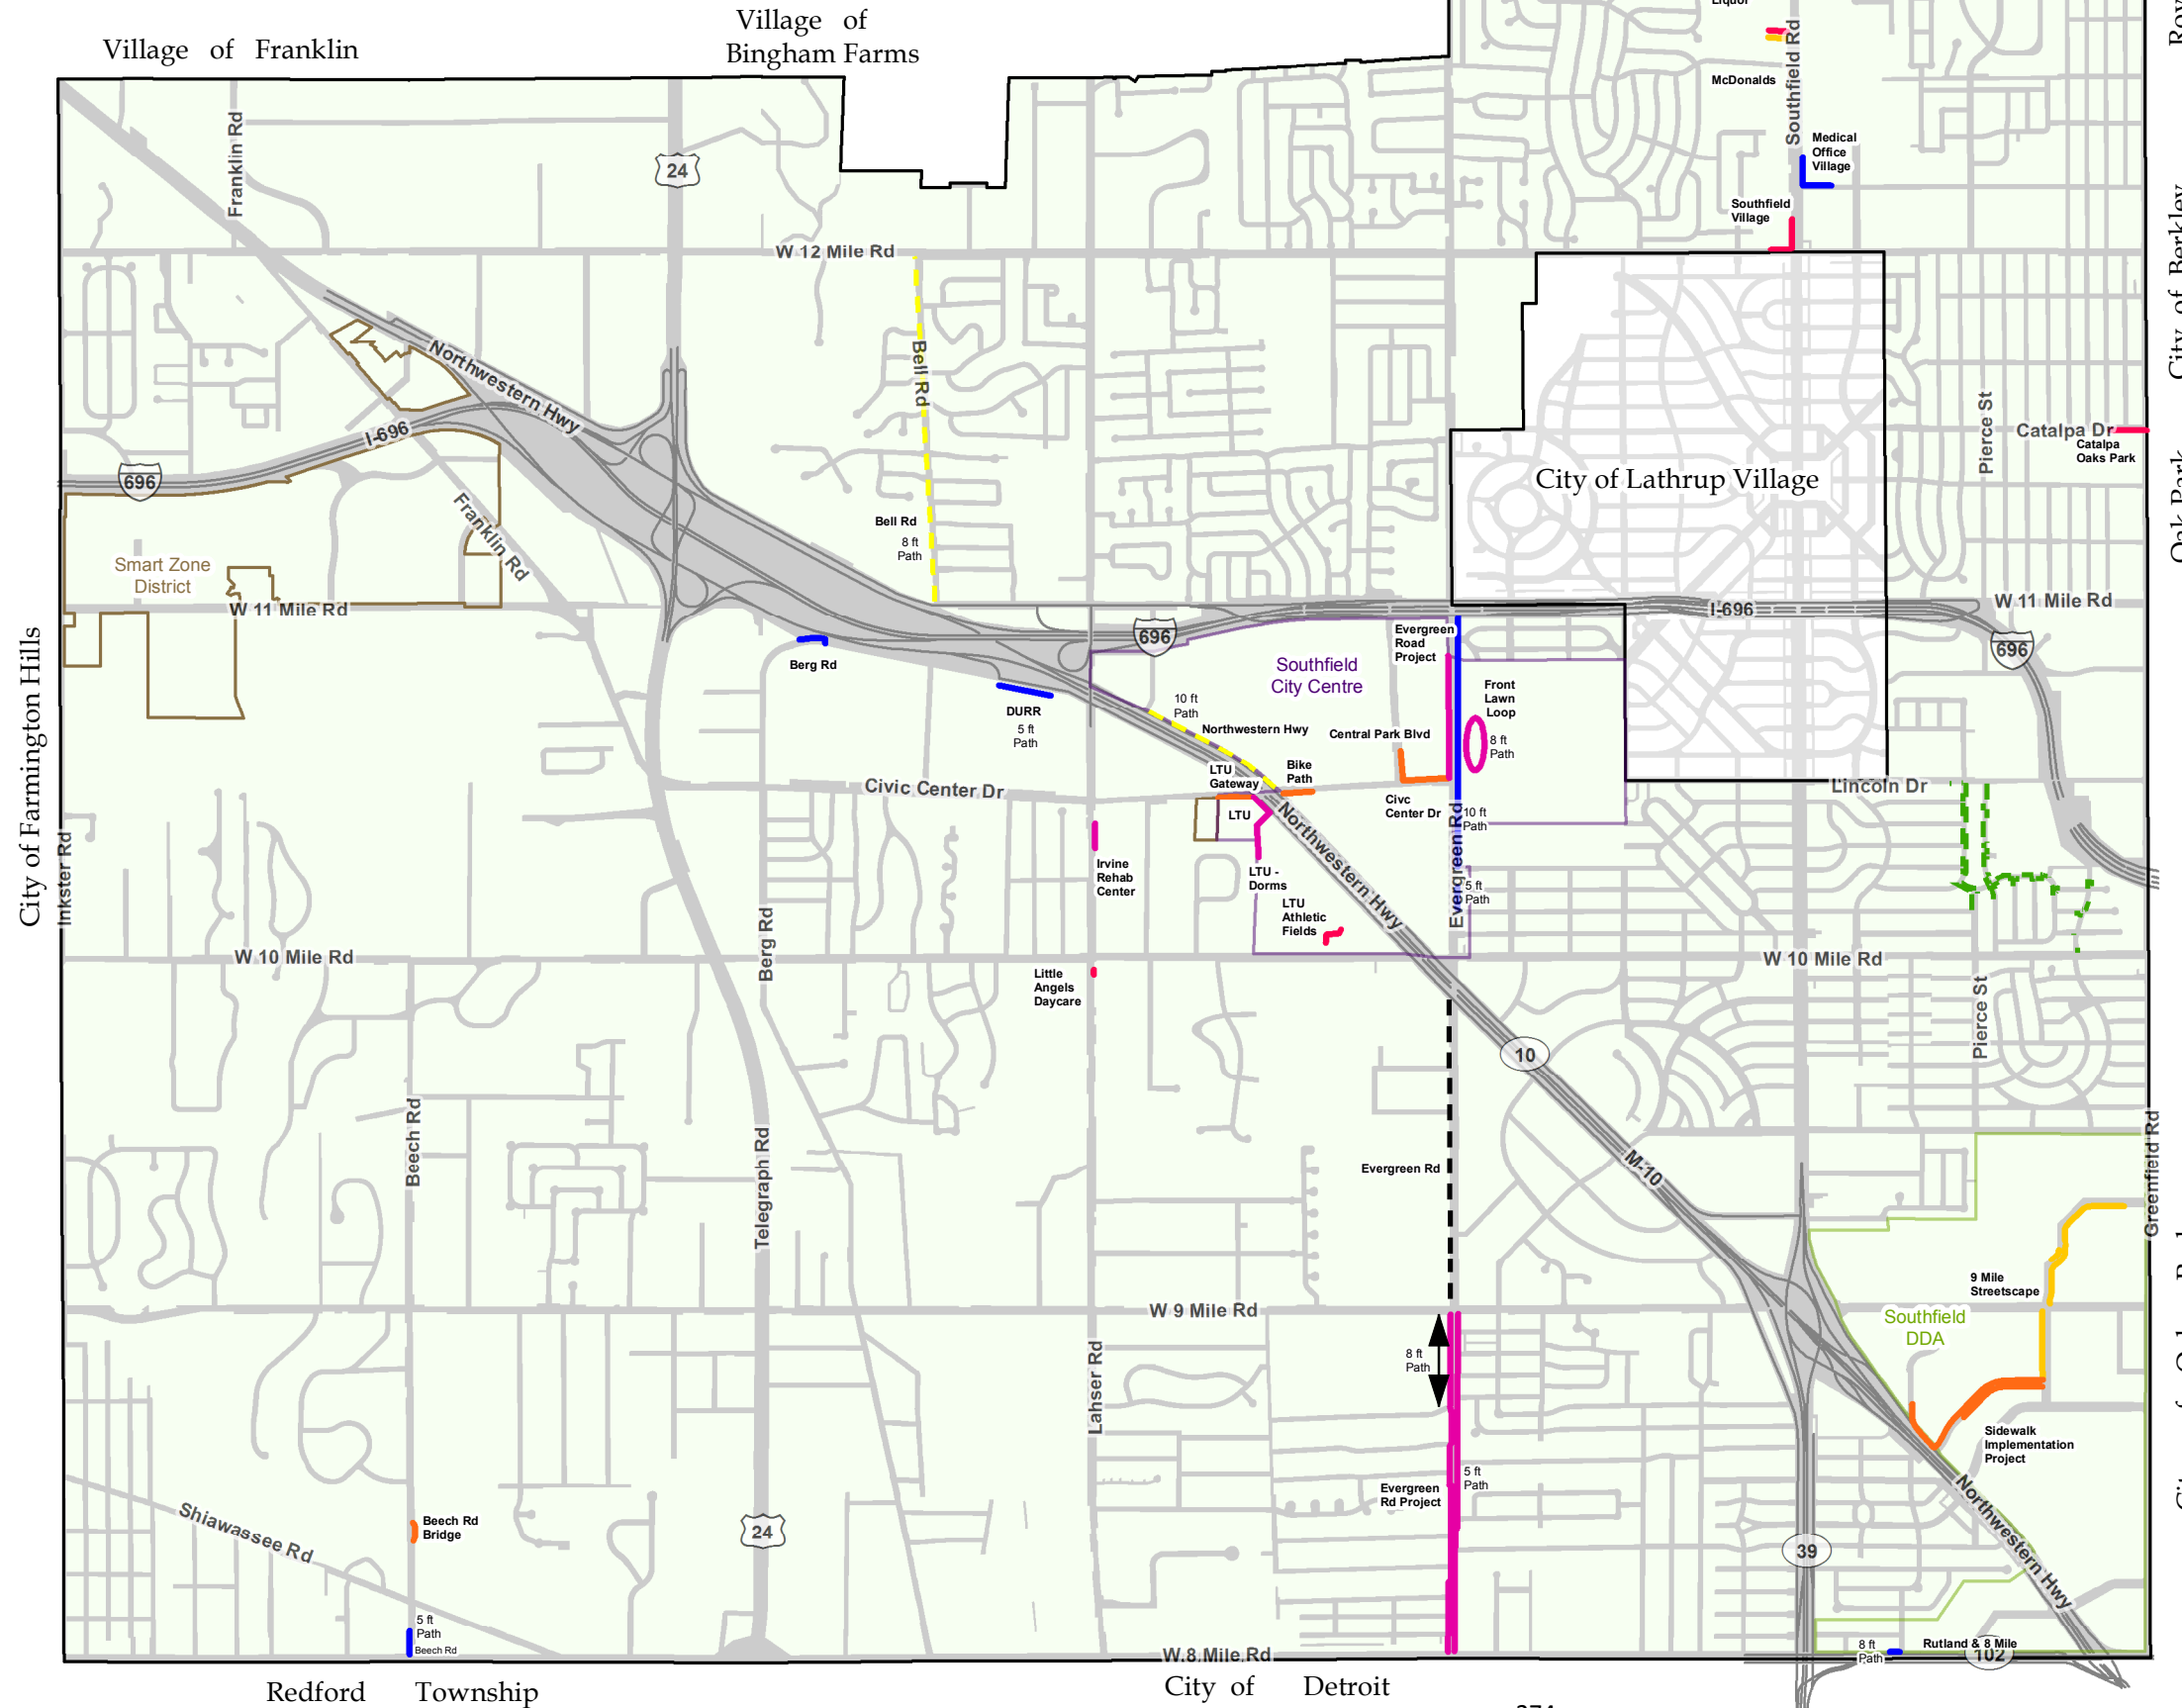 Village of Franklin
Village of
Bingham Farms
Liquor
McDonalds
Southfield Rd
Medical
Office
Village
Southfield
Village
Franklin Rd
24
W 12 Mile Rd
City of Berkley
Bell Rd
Northwestern Hwy
I-696
696
Franklin Rd
Bell Rd
8 ft
Path
City of Lathrup Village
Pierce St
Catalpa Dr
Catalpa
Oaks Park
Oak Park
Smart Zone
District
W 11 Mile Rd
I-696
W 11 Mile Rd
696
696
Berg Rd
DURR
5 ft
Path
Southfield
City Centre
Evergreen
Road
Project
10 ft
Path
Northwestern Hwy
Central Park Blvd
Front
Lawn
Loop
8 ft
Path
LTU
Gateway
Bike
Path
Civic Center Dr
LTU
Civc
Center Dr
10 ft
Path
Lincoln Dr
Northwestern Hwy
Evergreen Rd
5 ft
Path
City of Farmington Hills
Inkster Rd
Irvine
Rehab
Center
LTU -
Dorms
LTU
Athletic
Fields
Berg Rd
W 10 Mile Rd
W 10 Mile Rd
Little
Angels
Daycare
Pierce St
10
Beech Rd
Telegraph Rd
Evergreen Rd
M-10
Greenfield Rd
9 Mile
Streetscape
W 9 Mile Rd
Southfield
DDA
8 ft
Path
Lahser Rd
Sidewalk
Implementation
Project
5 ft
Path
Evergreen
Rd Project
Northwestern Hwy
Shiawassee Rd
Beech Rd
Bridge
24
39
5 ft
Path
Beech Rd
W 8 Mile Rd
8 ft
Path
Rutland & 8 Mile
102
Redford Township
City of Detroit